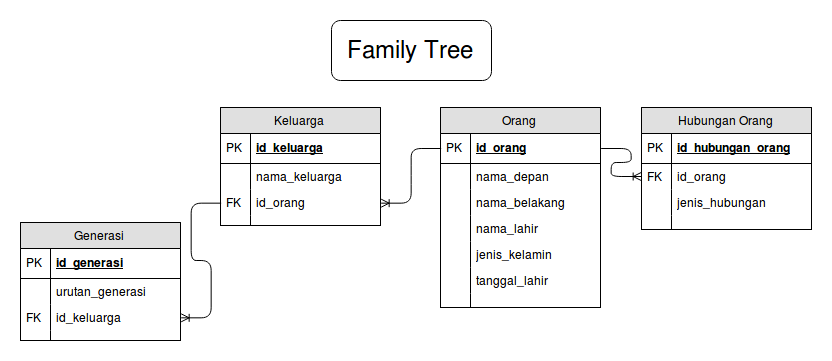 Family Tree
Keluarga
PK id_keluarga
nama_keluarga
FK id_orang
Orang
PK id_orang
nama_depan
nama_belakang
nama_lahir
jenis_kelamin
tanggal_lahir
Hubungan Orang
PK id_hubungan_orang
FK id_orang
jenis_hubungan
Generasi
PK id_generasi
urutan_generasi
FK id_keluarga